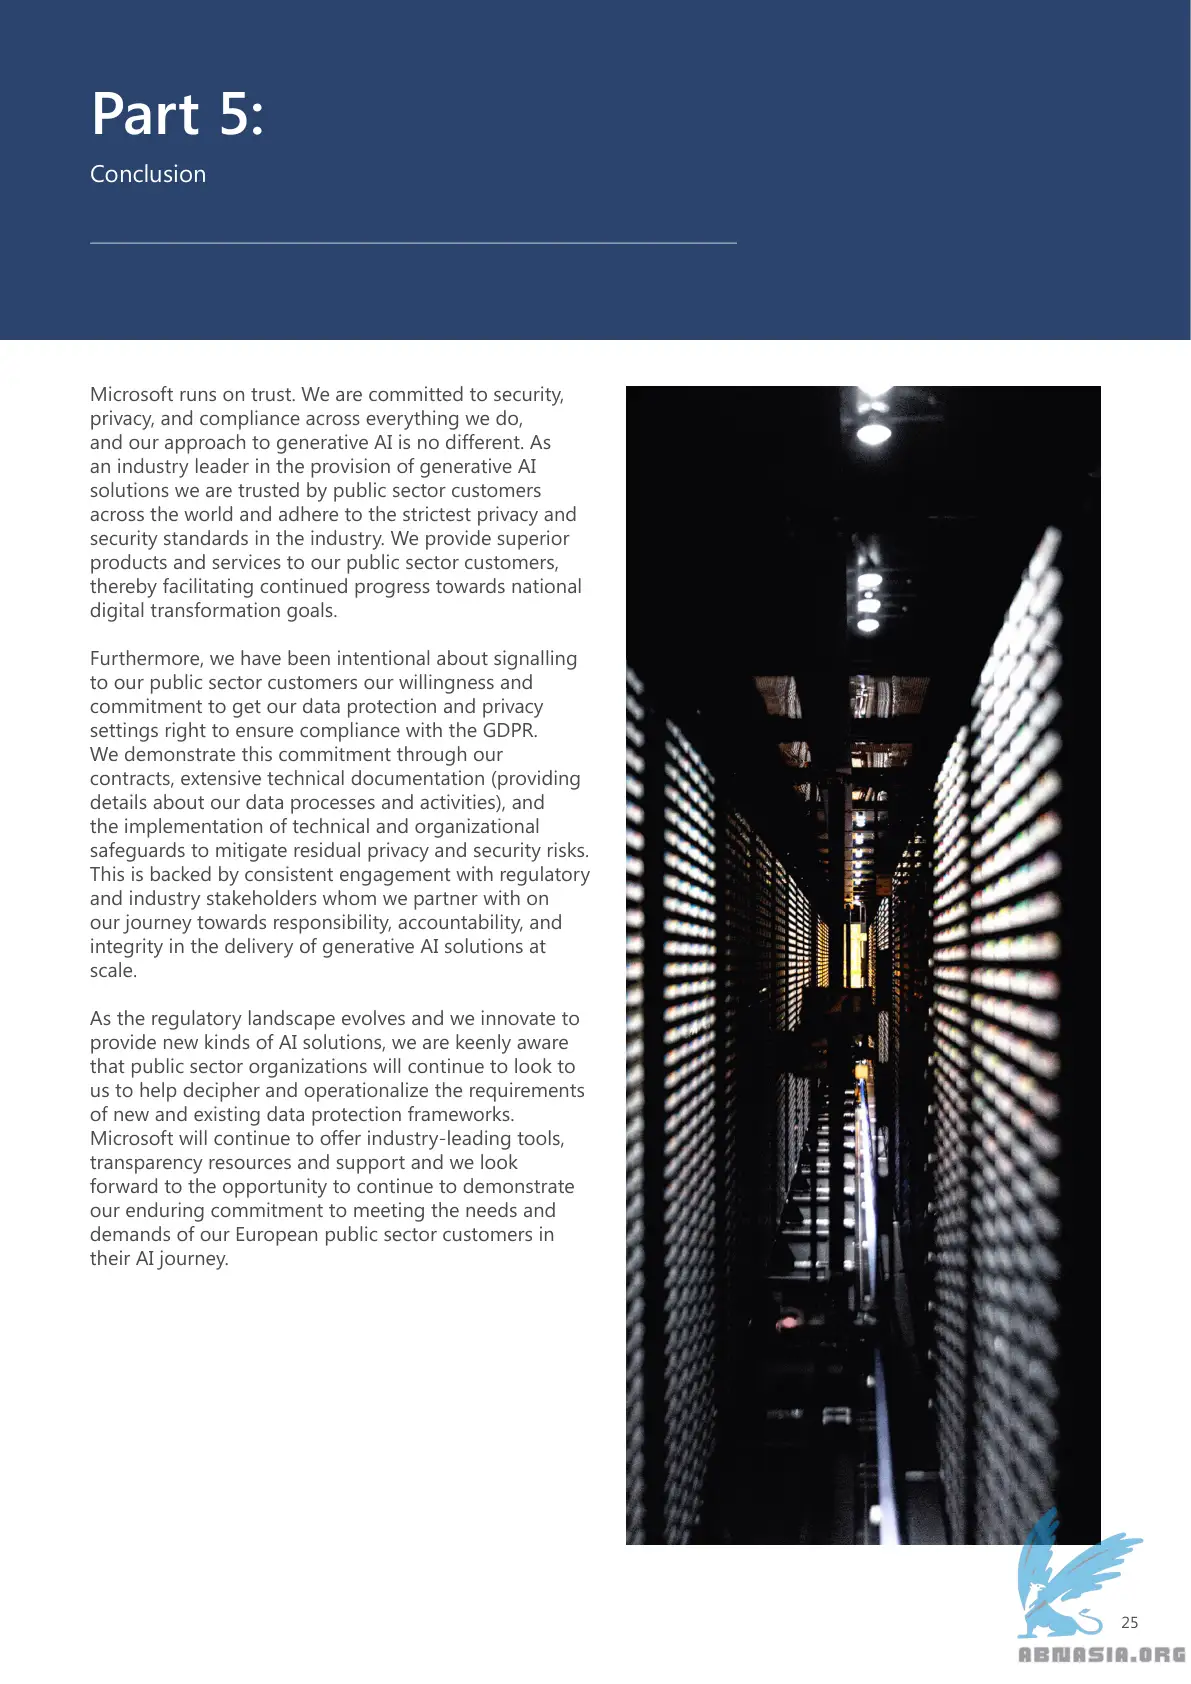 Part 5:
Conclusion
Microsoft runs on trust. We are committed to security,
privacy, and compliance across everything we do,
and our approach to generative AI is no different. As
an industry leader in the provision of generative AI
solutions we are trusted by public sector customers
across the world and adhere to the strictest privacy and
security standards in the industry. We provide superior
products and services to our public sector customers,
thereby facilitating continued progress towards national
digital transformation goals.
Furthermore, we have been intentional about signalling
to our public sector customers our willingness and
commitment to get our data protection and privacy
settings right to ensure compliance with the GDPR.
We demonstrate this commitment through our
contracts, extensive technical documentation (providing
details about our data processes and activities), and
the implementation of technical and organizational
safeguards to mitigate residual privacy and security risks.
This is backed by consistent engagement with regulatory
and industry stakeholders whom we partner with on
our journey towards responsibility, accountability, and
integrity in the delivery of generative AI solutions at
scale.
As the regulatory landscape evolves and we innovate to
provide new kinds of AI solutions, we are keenly aware
that public sector organizations will continue to look to
us to help decipher and operationalize the requirements
of new and existing data protection frameworks.
Microsoft will continue to offer industry-leading tools,
transparency resources and support and we look
forward to the opportunity to continue to demonstrate
our enduring commitment to meeting the needs and
demands of our European public sector customers in
their AI journey.
25
ABNASIA.ORG